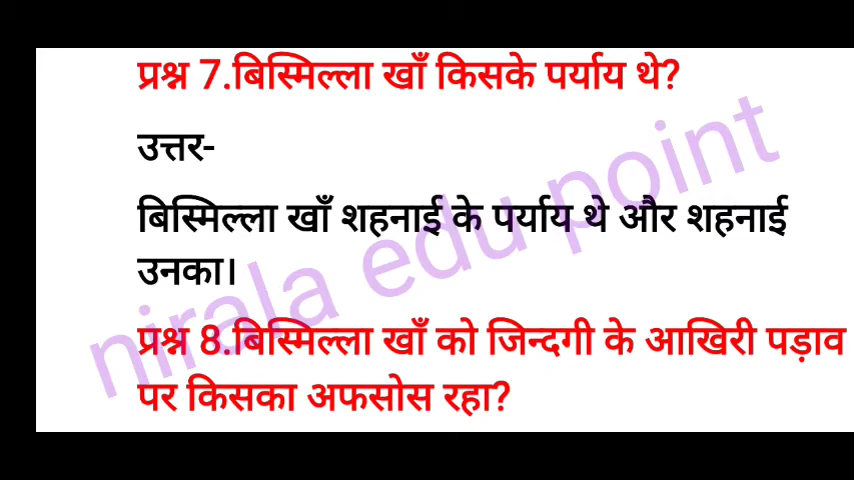 प्रश्न 7.बिस्मिल्ला खाँ किसके पर्याय थे?
उत्तर-
बिस्मिल्ला खाँ शहनाई के पर्याय थे और शहनाई
उनका।
प्रश्न 8.बिस्मिल्ला खाँ को जिन्दगी के आखिरी पड़ाव
पर किसका अफसोस रहा?
nirala edu point